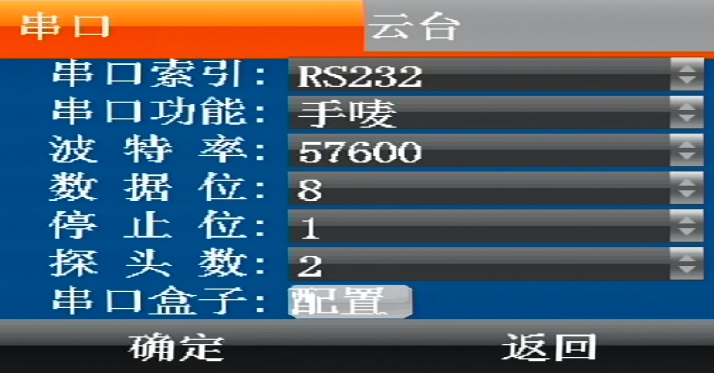 串口 云台
串口索引: RS232
串口功能: 手唛
波特率: 57600
数据位: 8
停止位: 1
探头数: 2
串口盒子: 配置
确定 返回